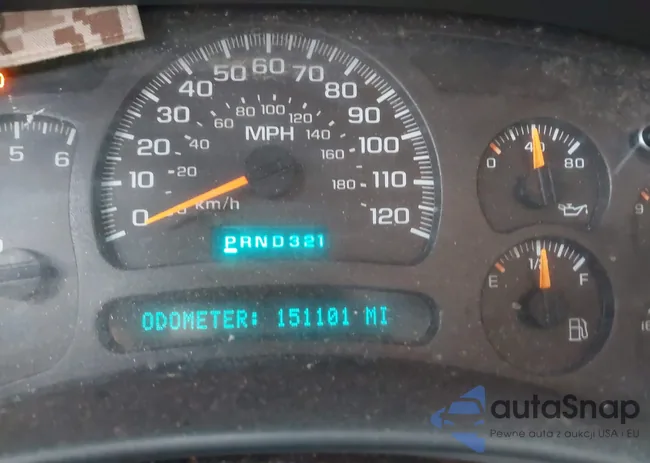 5 6
0 10 20 30 40 50 60 70 80 90 100 110 120
20 40 60 80 100 120 140 160 180
MPH
km/h
PRND321
ODOMETER: 151101 MI
0 40 80
E 1/2 F
9
autaSnap
Pewne auta z aukcji USA i EU